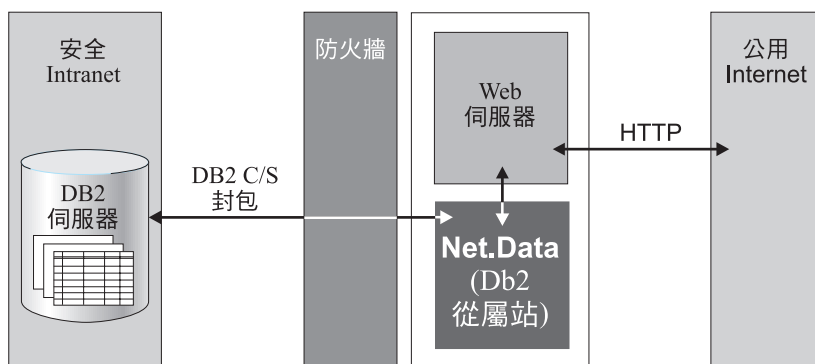 安全
Intranet
DB2
伺服器
DB2 C/S
封包
防火牆
Web
伺服器
Net.Data
(Db2
從屬站)
HTTP
公用
Internet